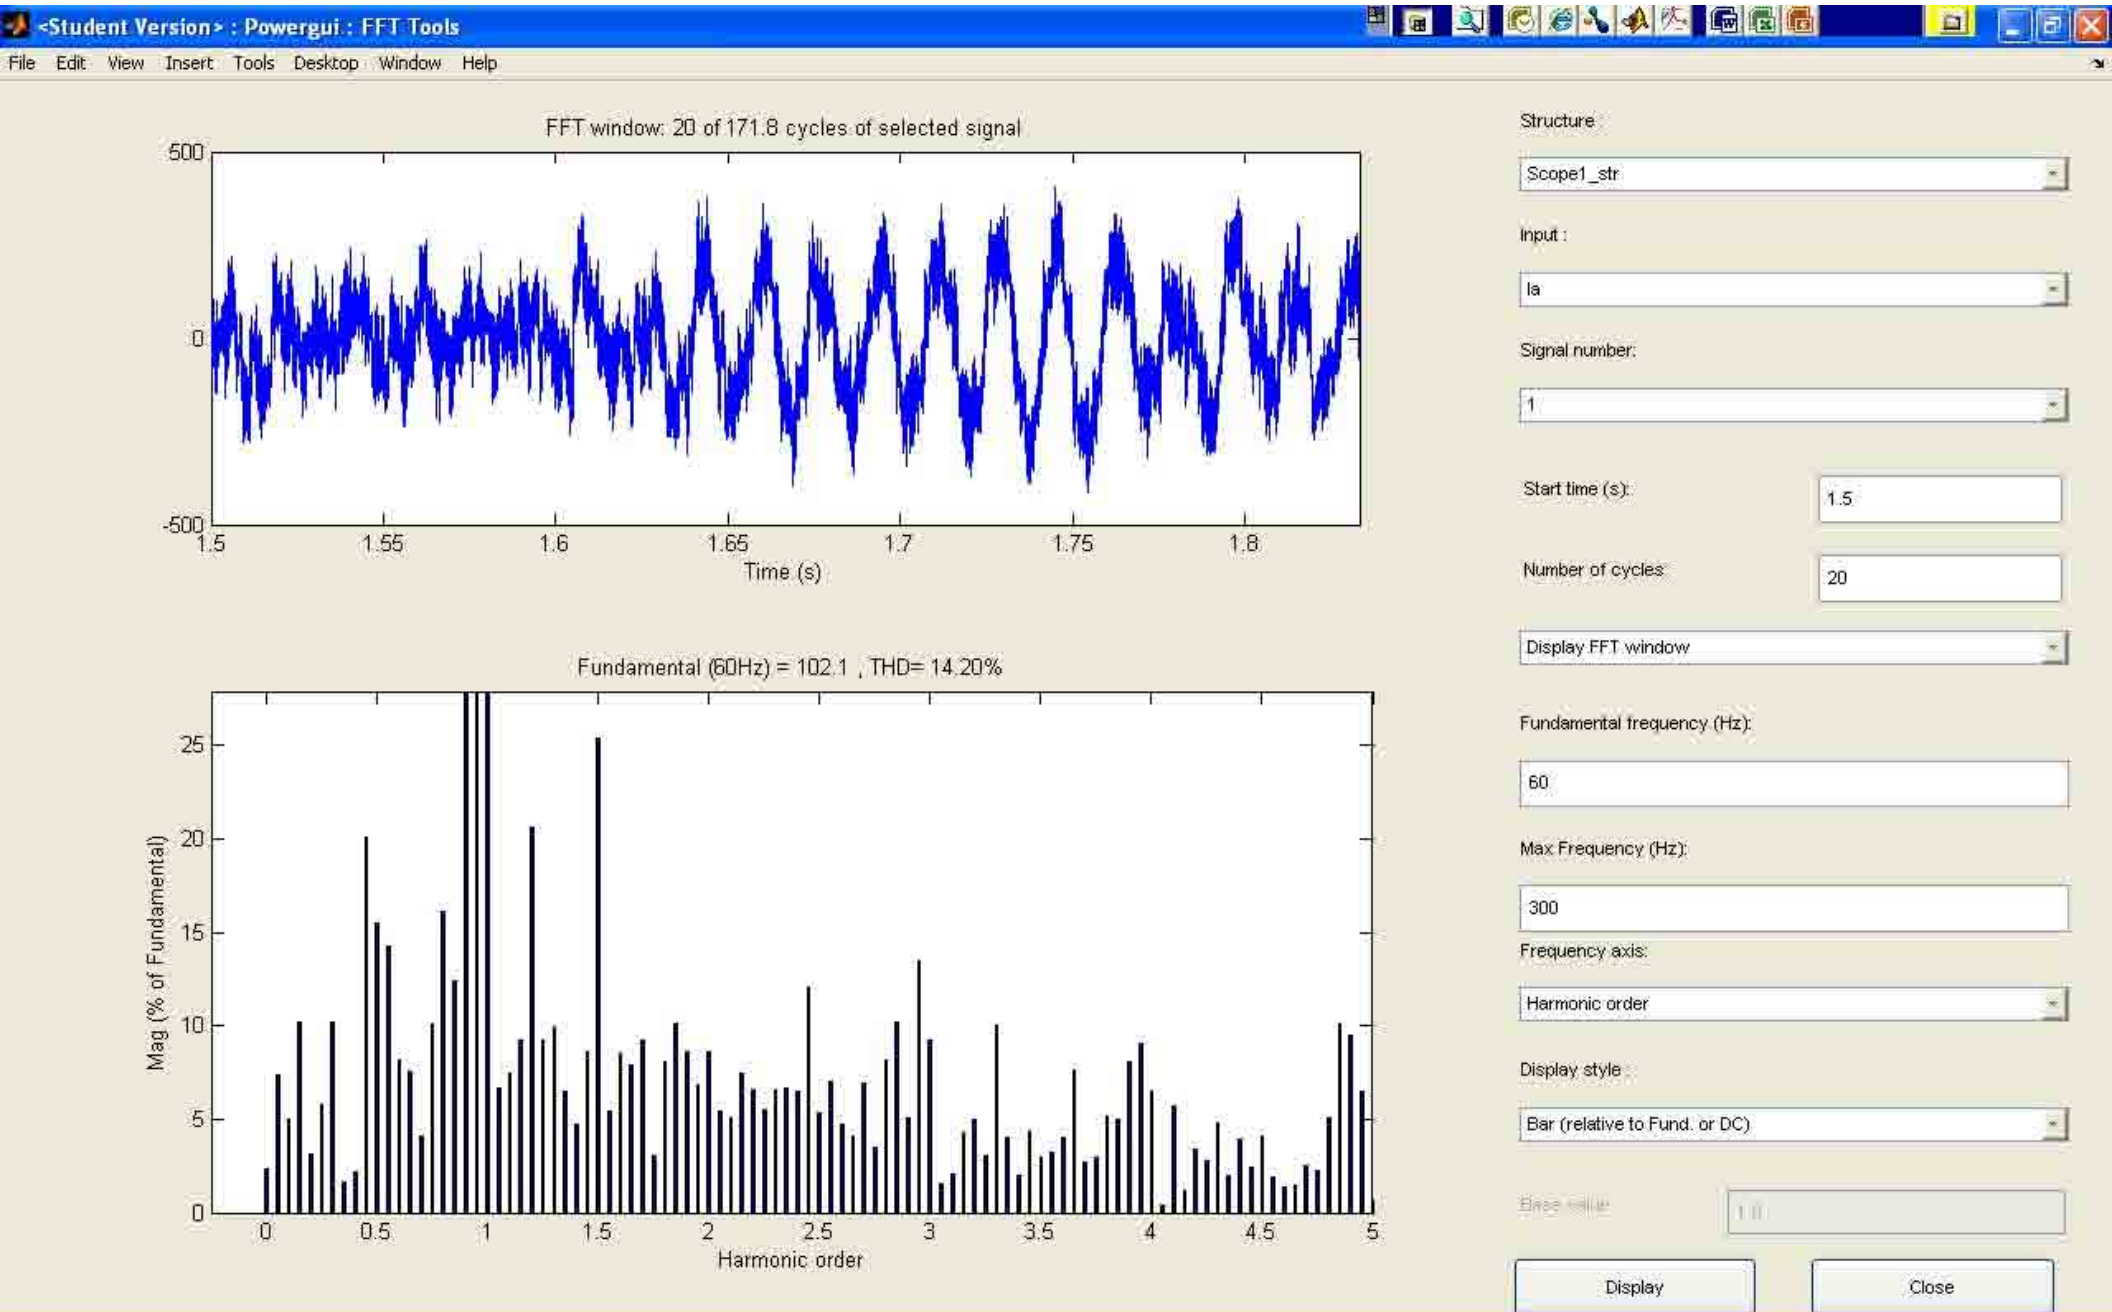 <Student Version> : Powergui : FFT Tools
File Edit View Insert Tools Desktop Window Help
FFT window: 20 of 171.8 cycles of selected signal
500
0
-500
1.5 1.55 1.6 1.65 1.7 1.75 1.8
Time (s)
Fundamental (60Hz) = 102.1 , THD= 14.20%
25
20
15
10
5
0
Mag (% of Fundamental)
0 0.5 1 1.5 2 2.5 3 3.5 4 4.5 5
Harmonic order
Structure :
Scope1_str
Input :
Ia
Signal number:
1
Start time (s):
1.5
Number of cycles:
20
Display FFT window
Fundamental frequency (Hz):
60
Max Frequency (Hz):
300
Frequency axis:
Harmonic order
Display style :
Bar (relative to Fund. or DC)
Base value:
1.0
Display
Close